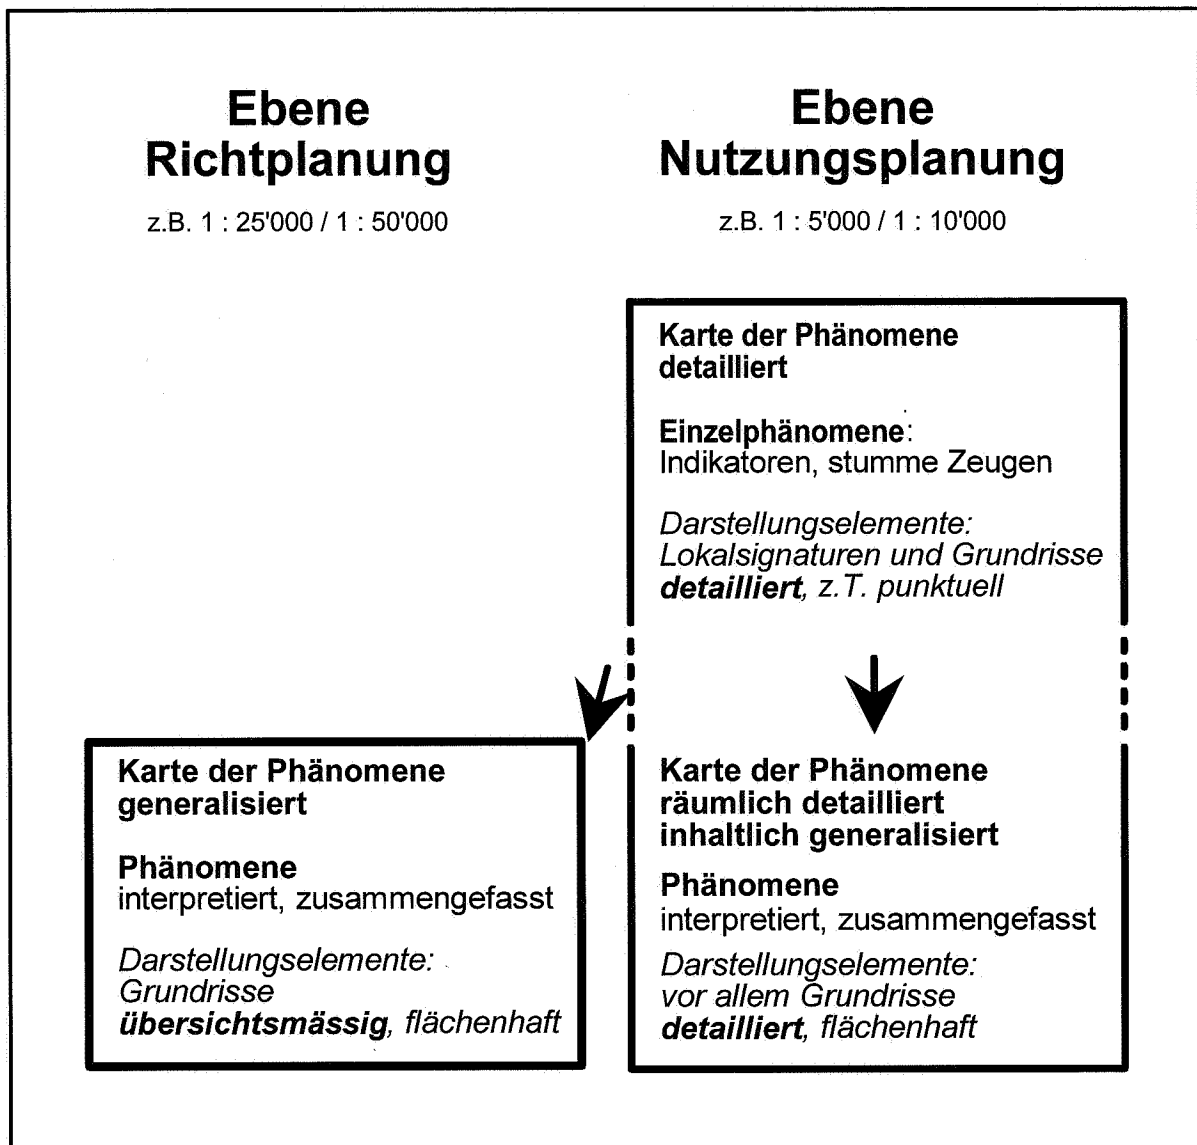 Ebene
Richtplanung
z.B. 1 : 25'000 / 1 : 50'000
Ebene
Nutzungsplanung
z.B. 1 : 5'000 / 1 : 10'000
Karte der Phänomene
detailliert
Einzelphänomene:
Indikatoren, stumme Zeugen
Darstellungselemente:
Lokalsignaturen und Grundrisse
detailliert, z.T. punktuell
Karte der Phänomene
generalisiert
Phänomene
interpretiert, zusammengefasst
Darstellungselemente:
Grundrisse
übersichtsmässig, flächenhaft
Karte der Phänomene
räumlich detailliert
inhaltlich generalisiert
Phänomene
interpretiert, zusammengefasst
Darstellungselemente:
vor allem Grundrisse
detailliert, flächenhaft